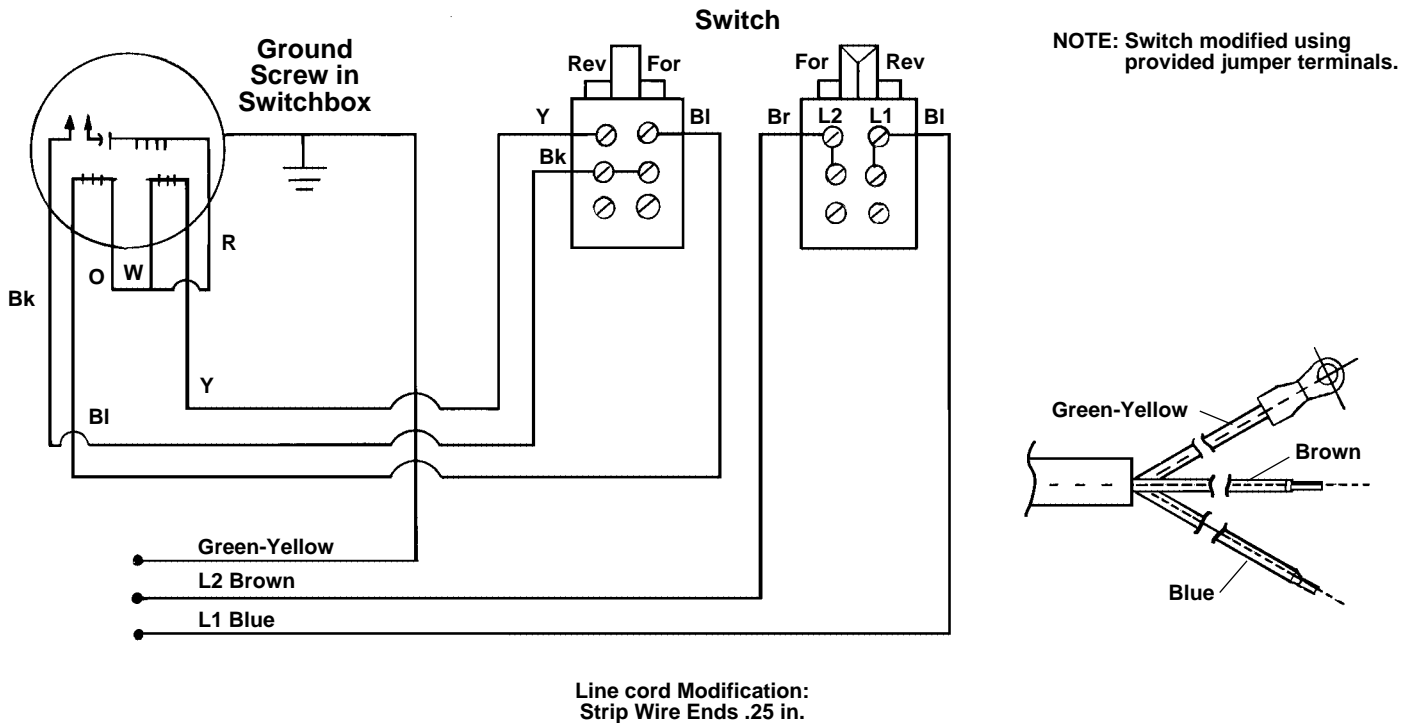 Switch
NOTE: Switch modified using
provided jumper terminals.
Ground
Screw in
Switchbox
Rev For
For Rev
Y
Bl
Br
L2 L1
Bl
Bk
R
O W
Bk
Y
Bl
Green-Yellow
L2 Brown
L1 Blue
Green-Yellow
Brown
Blue
Line cord Modification:
Strip Wire Ends .25 in.